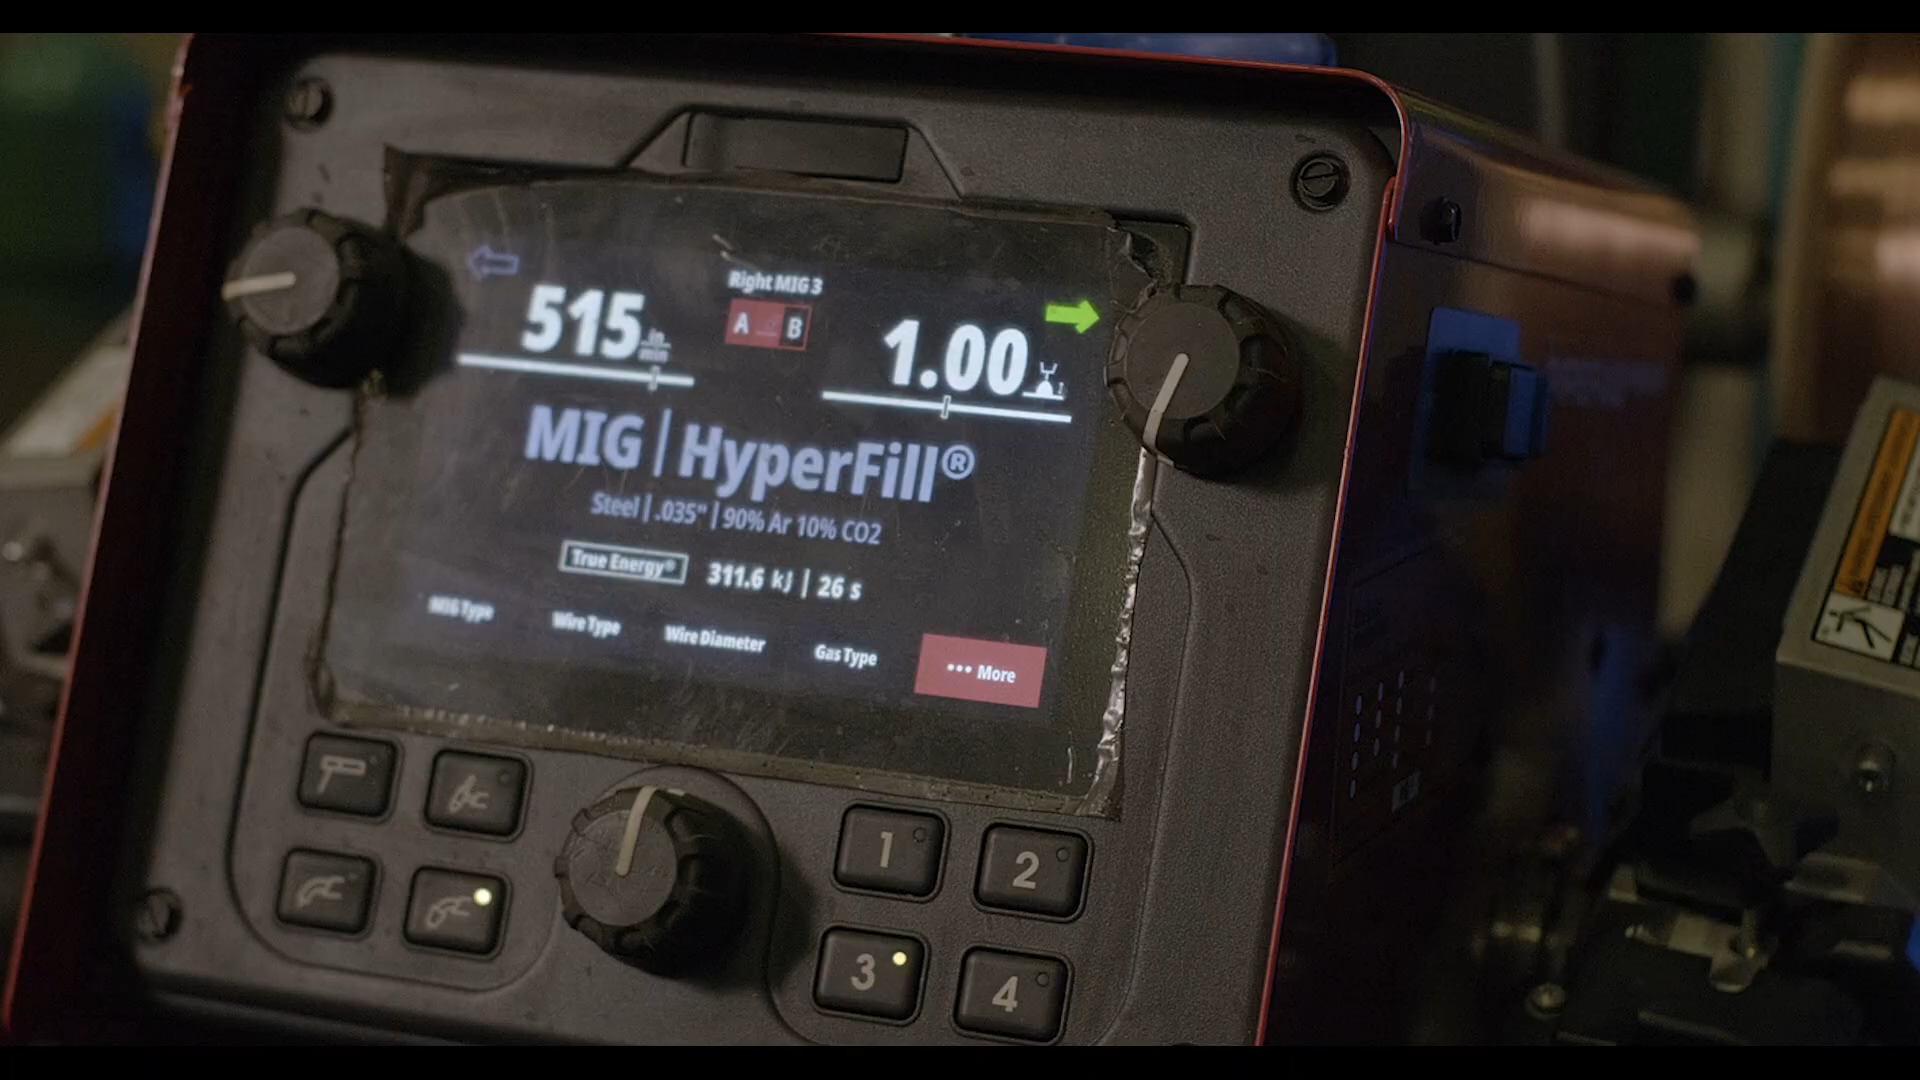 Right MIG 3
515 in/min
A B
1.00
MIG | HyperFill®
Steel | .035" | 90% Ar 10% CO2
True Energy® 311.6 kJ | 26 s
MIG Type Wire Type Wire Diameter Gas Type ••• More
1 2
3 4